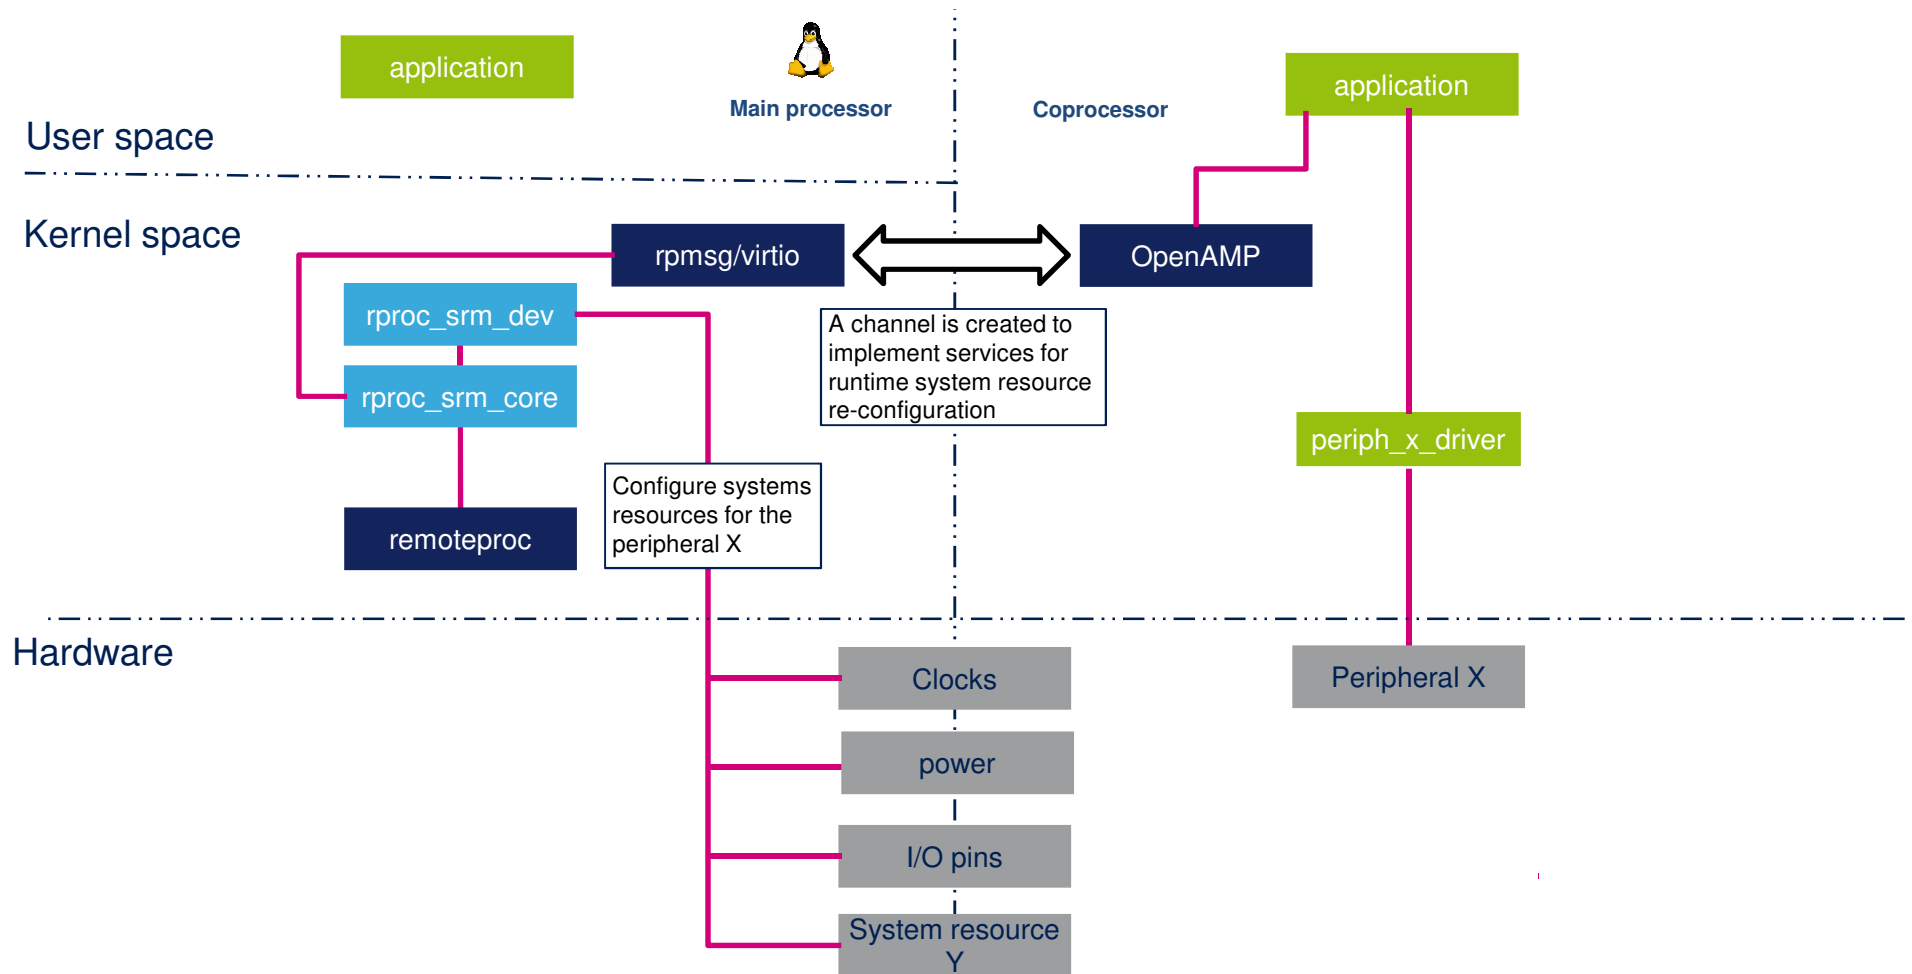 application
application
Main processor
Coprocessor
User space
Kernel space
rpmsg/virtio
OpenAMP
rproc_srm_dev
A channel is created to
implement services for
runtime system resource
re-configuration
rproc_srm_core
periph_x_driver
Configure systems
resources for the
peripheral X
remoteproc
Hardware
Clocks
Peripheral X
power
I/O pins
System resource
Y